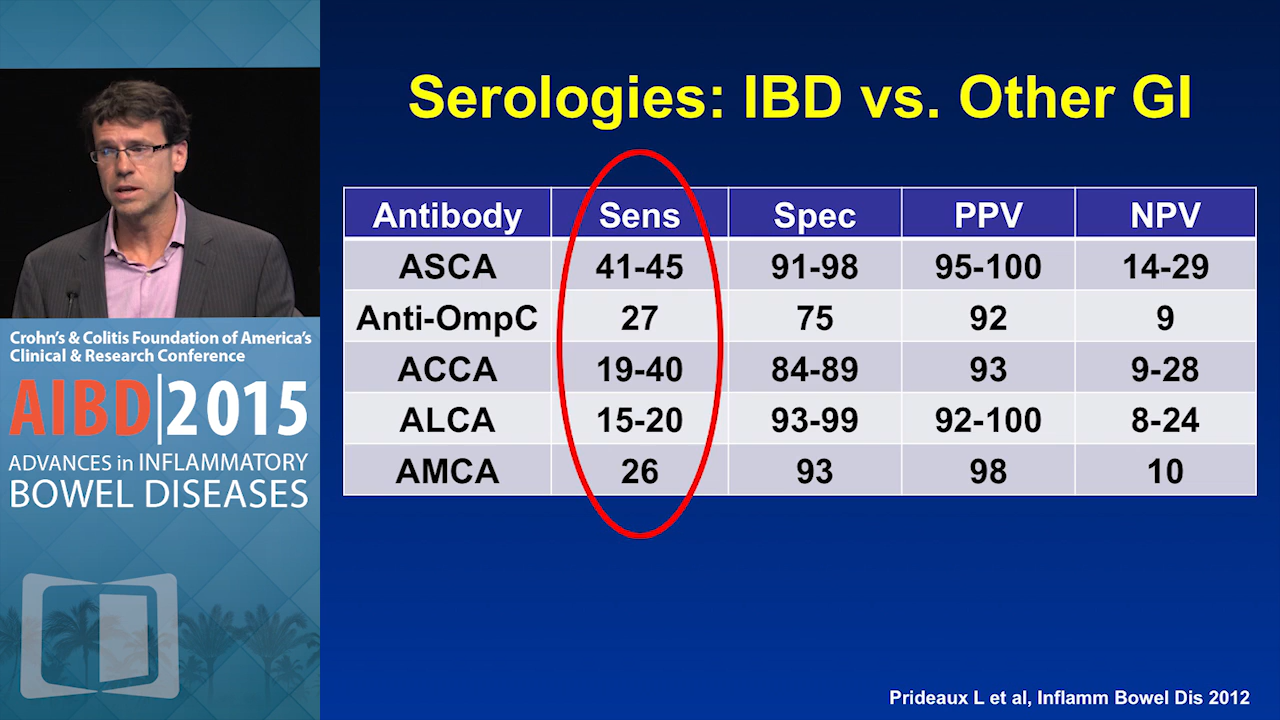 Crohn's & Colitis Foundation of America's
Clinical & Research Conference
AIBD|2015
ADVANCES in INFLAMMATORY
BOWEL DISEASES
Serologies: IBD vs. Other GI
Antibody Sens Spec PPV NPV
ASCA 41-45 91-98 95-100 14-29
Anti-OmpC 27 75 92 9
ACCA 19-40 84-89 93 9-28
ALCA 15-20 93-99 92-100 8-24
AMCA 26 93 98 10
Prideaux L et al, Inflamm Bowel Dis 2012